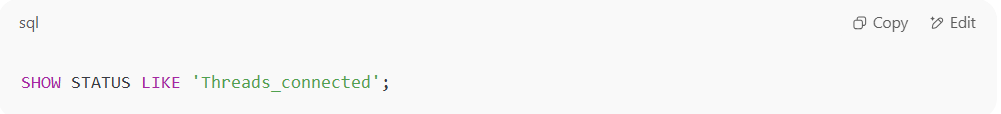 sql
Copy
Edit
SHOW STATUS LIKE 'Threads_connected';